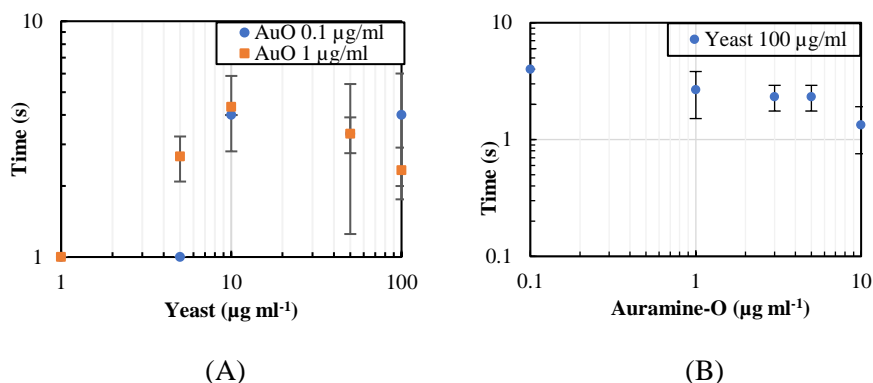 AuO 0.1 µg/ml
AuO 1 µg/ml
10
1
Time (s)
1
10
100
Yeast (µg ml-1)
(A)
Yeast 100 µg/ml
10
1
0.1
Time (s)
0.1
1
10
Auramine-O (µg ml-1)
(B)